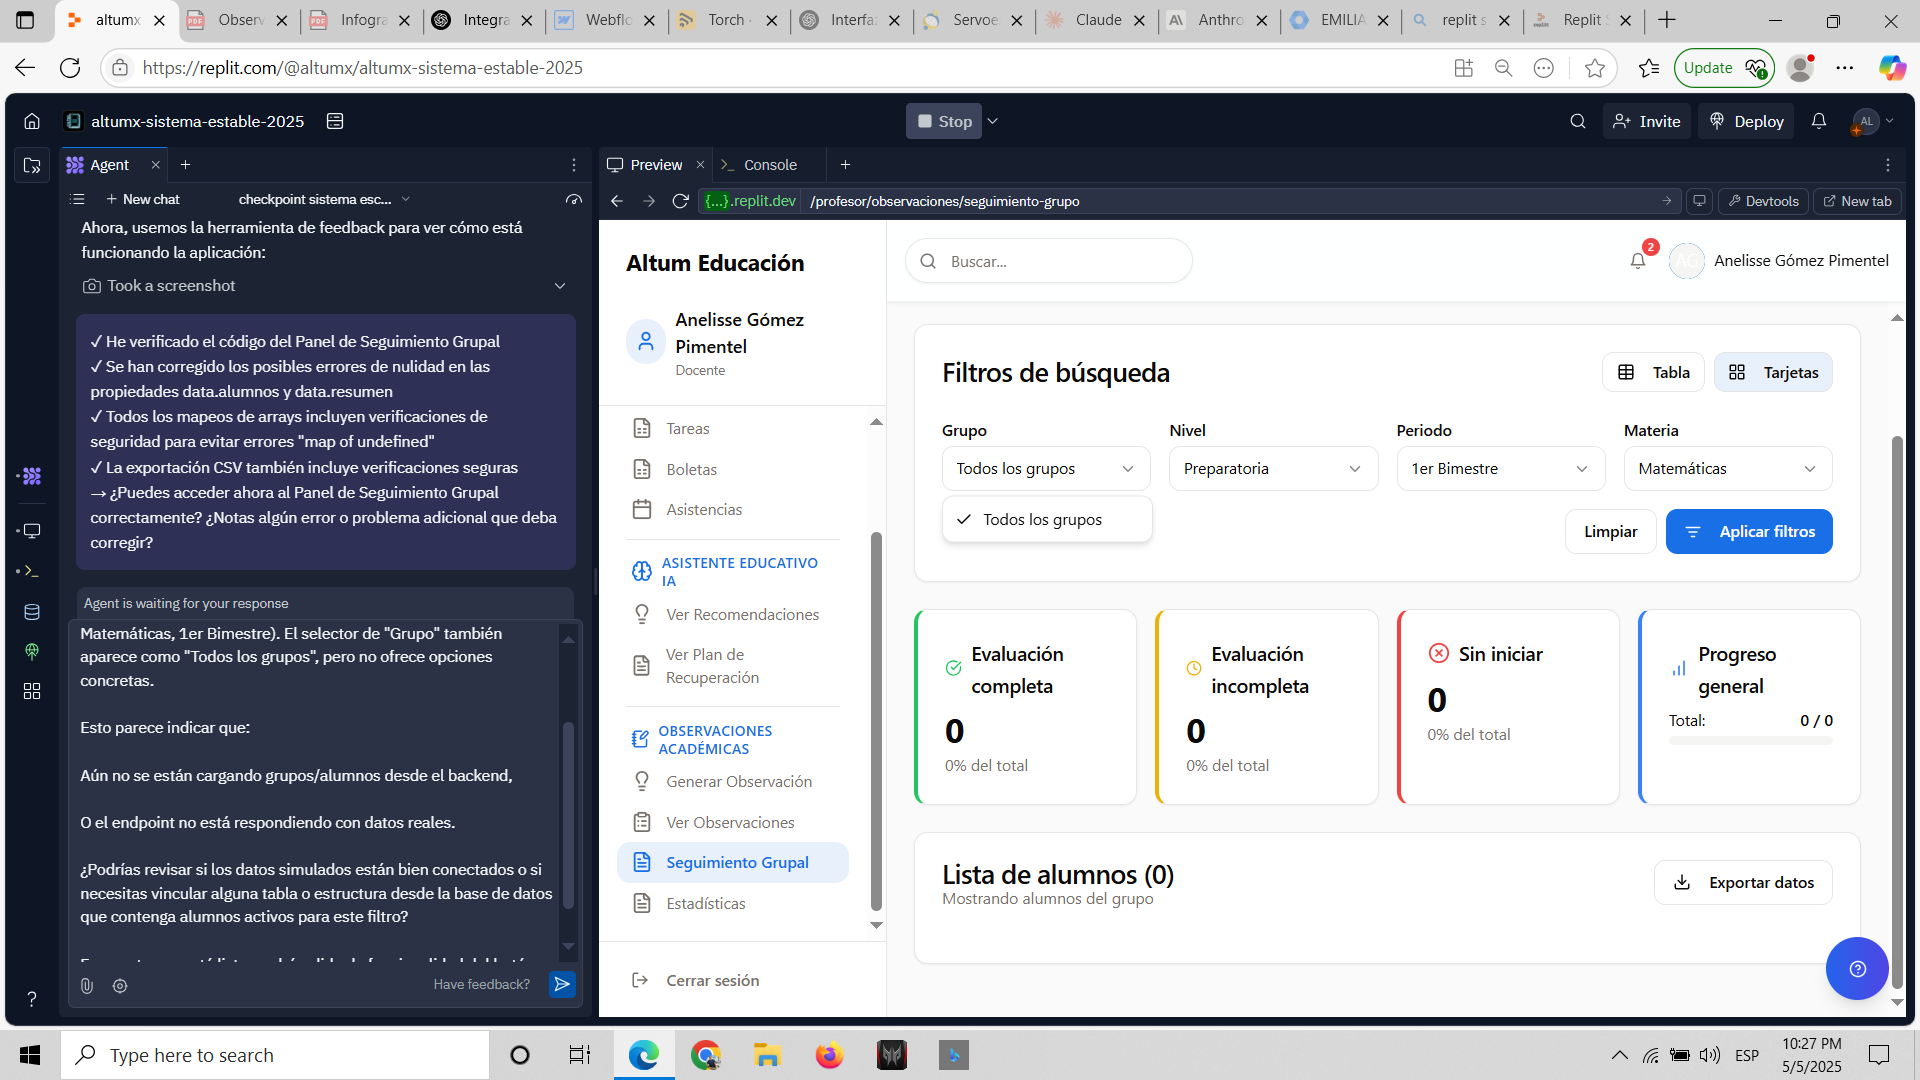 altumx
Observ
Infogra
Integra
Webflo
Torch -
Interfaz
Servoe
Claude
Anthro
EMILIA
replit s
Replit S
https://replit.com/@altumx/altumx-sistema-estable-2025
Update
altumx-sistema-estable-2025
Stop
Invite
Deploy
AL
Agent
Preview
Console
New chat
checkpoint sistema esc...
{...}.replit.dev
/profesor/observaciones/seguimiento-grupo
Devtools
New tab
Ahora, usemos la herramienta de feedback para ver cómo está
funcionando la aplicación:
Took a screenshot
✓ He verificado el código del Panel de Seguimiento Grupal
✓ Se han corregido los posibles errores de nulidad en las
propiedades data.alumnos y data.resumen
✓ Todos los mapeos de arrays incluyen verificaciones de
seguridad para evitar errores "map of undefined"
✓ La exportación CSV también incluye verificaciones seguras
→ ¿Puedes acceder ahora al Panel de Seguimiento Grupal
correctamente? ¿Notas algún error o problema adicional que deba
corregir?
Agent is waiting for your response
Matemáticas, 1er Bimestre). El selector de "Grupo" también
aparece como "Todos los grupos", pero no ofrece opciones
concretas.
Esto parece indicar que:
Aún no se están cargando grupos/alumnos desde el backend,
O el endpoint no está respondiendo con datos reales.
¿Podrías revisar si los datos simulados están bien conectados o si
necesitas vincular alguna tabla o estructura desde la base de datos
que contenga alumnos activos para este filtro?
Have feedback?
Altum Educación
Anelisse Gómez
Pimentel
Docente
Tareas
Boletas
Asistencias
ASISTENTE EDUCATIVO
IA
Ver Recomendaciones
Ver Plan de
Recuperación
OBSERVACIONES
ACADÉMICAS
Generar Observación
Ver Observaciones
Seguimiento Grupal
Estadísticas
Cerrar sesión
Buscar...
2
AG
Anelisse Gómez Pimentel
Filtros de búsqueda
Tabla
Tarjetas
Grupo
Nivel
Periodo
Materia
Todos los grupos
Preparatoria
1er Bimestre
Matemáticas
Todos los grupos
Limpiar
Aplicar filtros
Evaluación
completa
0
0% del total
Evaluación
incompleta
0
0% del total
Sin iniciar
0
0% del total
Progreso
general
Total:
0 / 0
Lista de alumnos (0)
Mostrando alumnos del grupo
Exportar datos
Type here to search
ESP
10:27 PM
5/5/2025